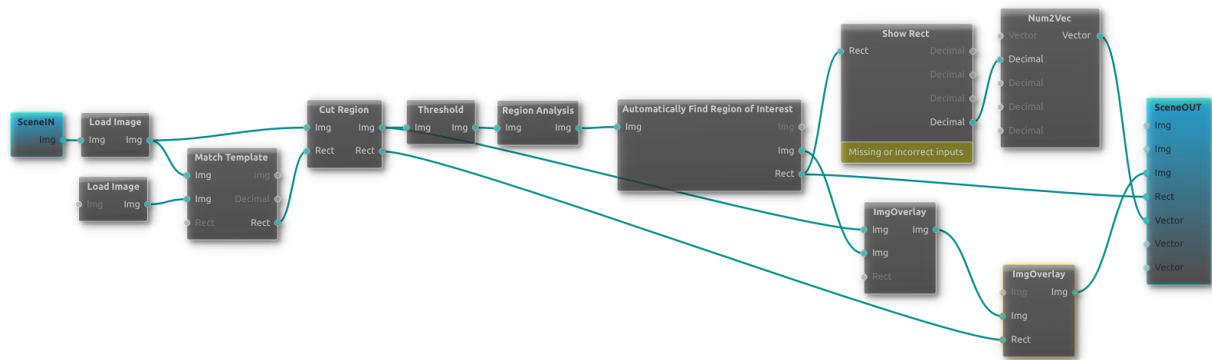 SceneIN
Img
Load Image
Img Img
Load Image
Img Img
Match Template
Img Img
Img Decimal
Rect Rect
Cut Region
Img Img
Rect Rect
Threshold
Img Img
Region Analysis
Img Img
Automatically Find Region of Interest
Img Img
Img
Rect
Show Rect
Rect Decimal
Decimal
Decimal
Decimal
Missing or incorrect inputs
Num2Vec
Vector Vector
Decimal
Decimal
Decimal
Decimal
ImgOverlay
Img Img
Img
Rect
ImgOverlay
Img Img
Img
Rect
SceneOUT
Img
Img
Img
Rect
Vector
Vector
Vector